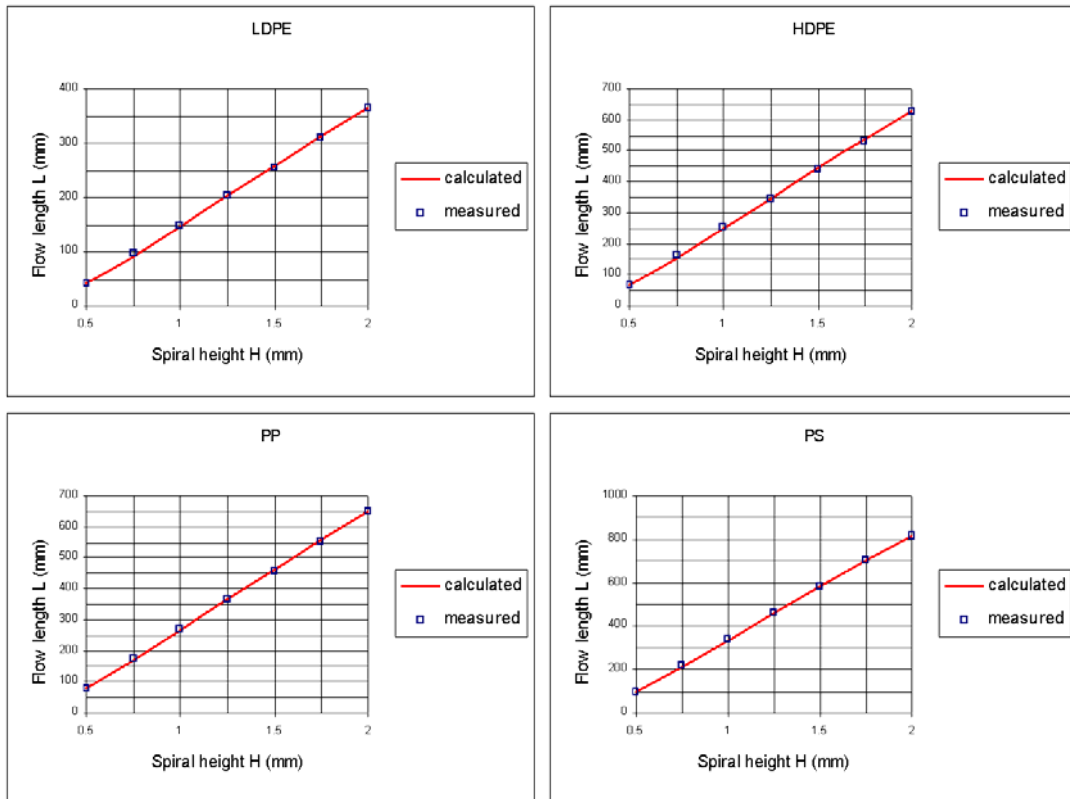 LDPE
Flow length L (mm)
400
300
200
100
0
0.5 1 1.5 2
Spiral height H (mm)
calculated
measured
HDPE
Flow length L (mm)
700
600
500
400
300
200
100
0
0.5 1 1.5 2
Spiral height H (mm)
calculated
measured
PP
Flow length L (mm)
700
600
500
400
300
200
100
0
0.5 1 1.5 2
Spiral height H (mm)
calculated
measured
PS
Flow length L (mm)
1000
800
600
400
200
0
0.5 1 1.5 2
Spiral height H (mm)
calculated
measured